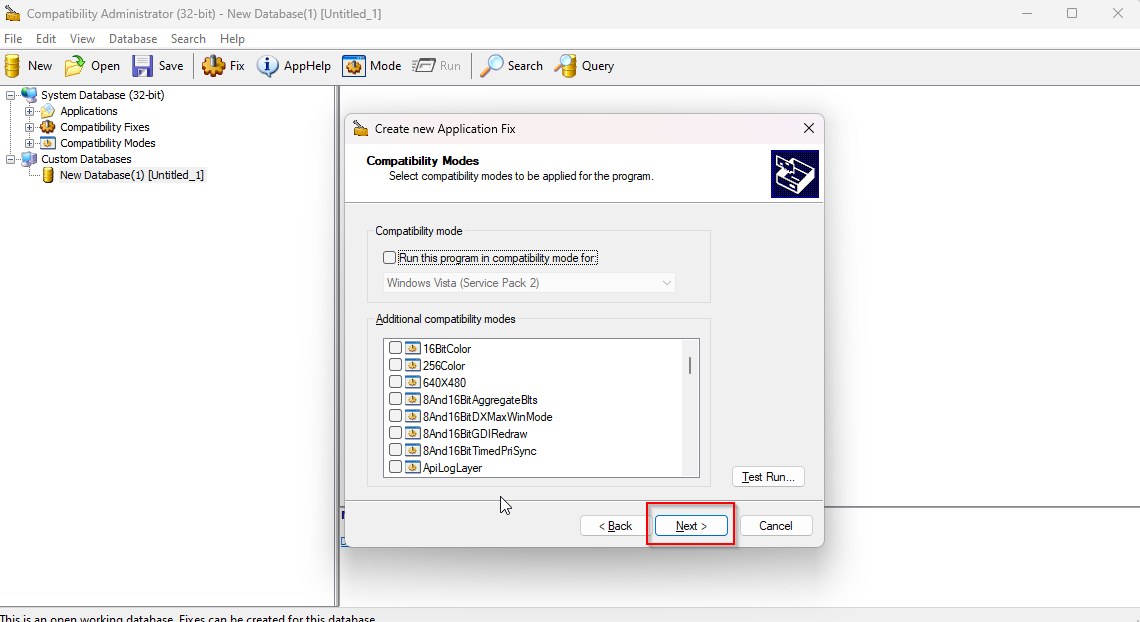 Compatibility Administrator (32-bit) - New Database(1) [Untitled_1]
File Edit View Database Search Help
New Open Save Fix AppHelp Mode Run Search Query
System Database (32-bit)
Applications
Compatibility Fixes
Compatibility Modes
Custom Databases
New Database(1) [Untitled_1]
Create new Application Fix
Compatibility Modes
Select compatibility modes to be applied for the program.
Compatibility mode
Run this program in compatibility mode for:
Windows Vista (Service Pack 2)
Additional compatibility modes
16BitColor
256Color
640X480
8And16BitAggregateBlts
8And16BitDXMaxWinMode
8And16BitGDIRedraw
8And16BitTimedPriSync
ApiLogLayer
Test Run...
< Back Next > Cancel
This is an open working database. Fixes can be created for this database.